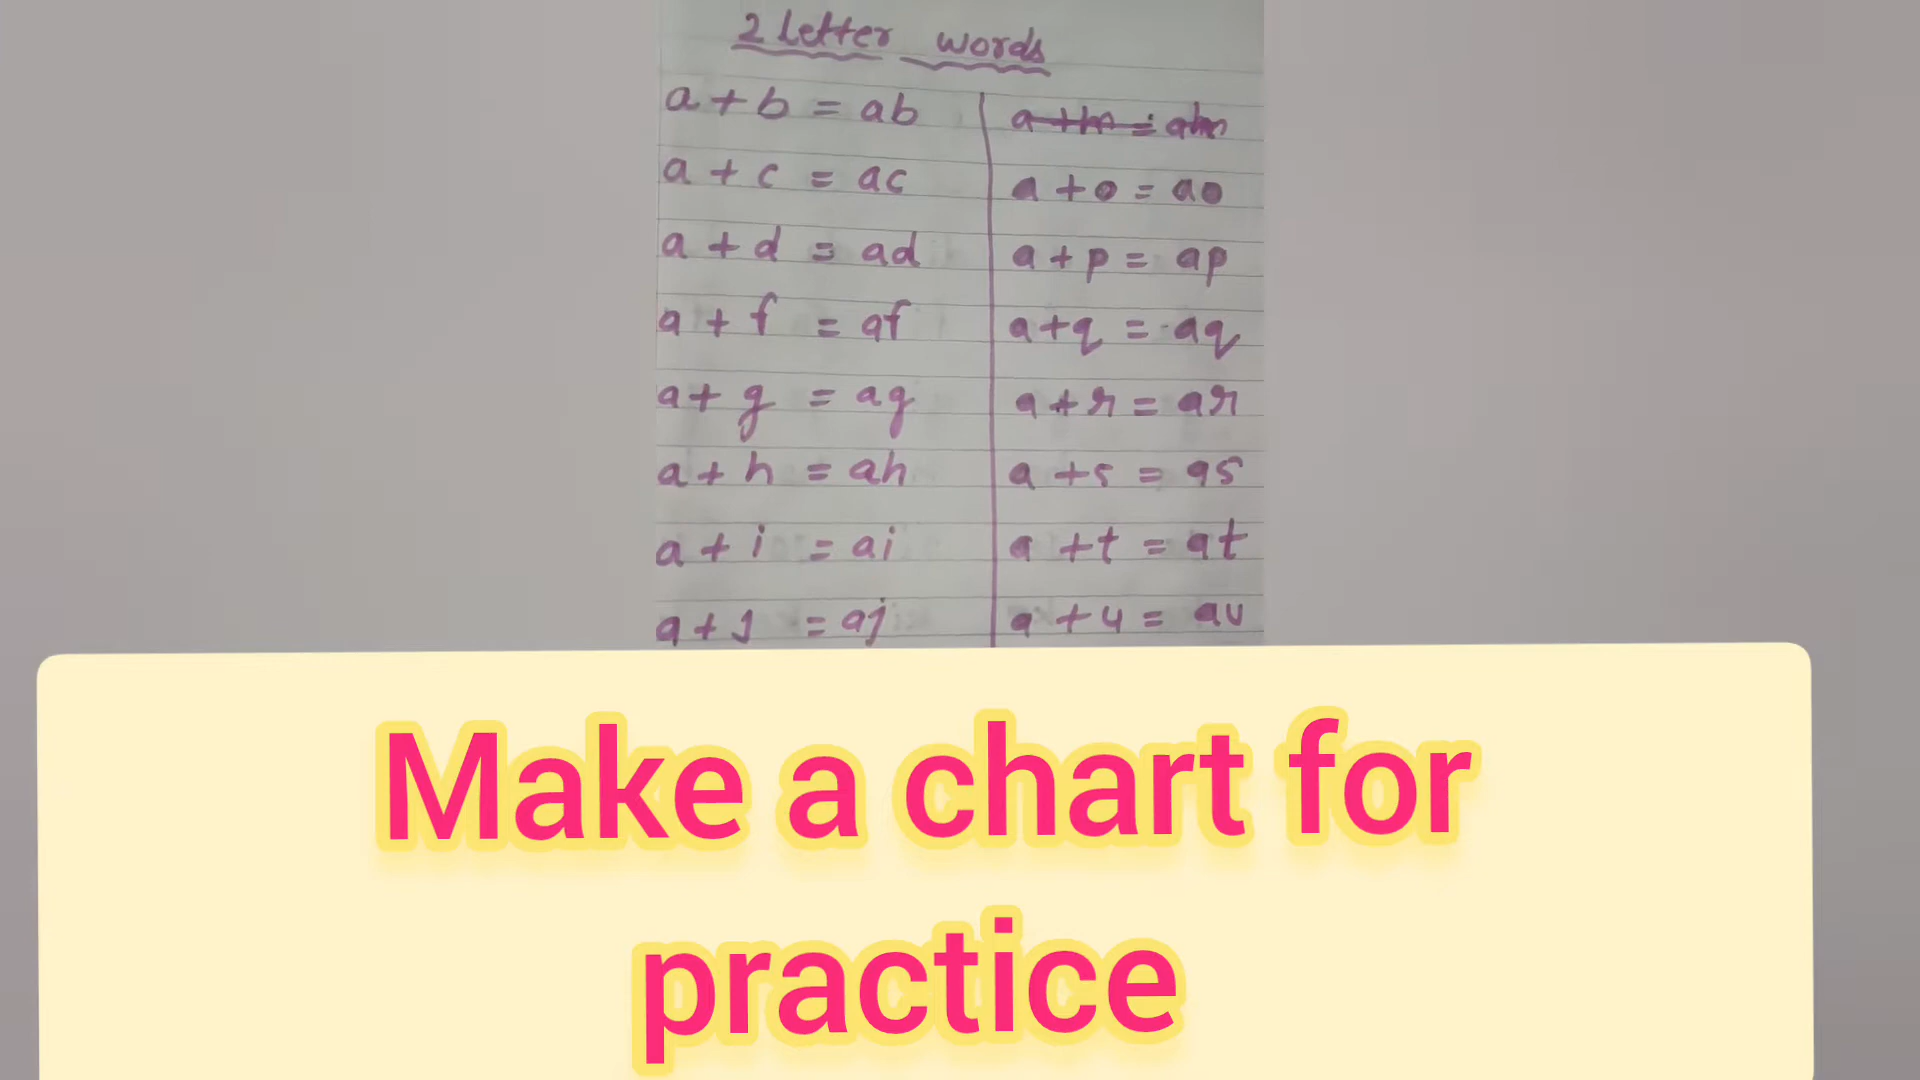 2 letter words
a + b = ab
a + c = ac
a + d = ad
a + f = af
a + g = ag
a + h = ah
a + i = ai
a + j = aj
a + o = ao
a + p = ap
a + q = aq
a + r = ar
a + s = as
a + t = at
a + u = au
Make a chart for
practice